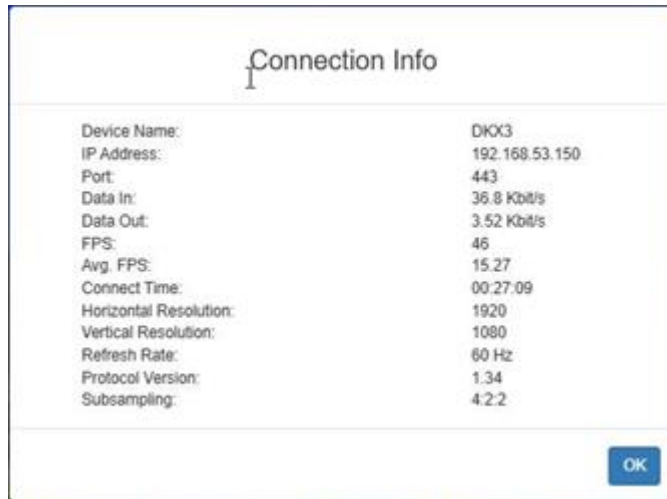 Connection Info
Device Name: DKX3
IP Address: 192.168.53.150
Port: 443
Data In: 36.8 Kbit/s
Data Out: 3.52 Kbit/s
FPS: 46
Avg. FPS: 15.27
Connect Time: 00:27:09
Horizontal Resolution: 1920
Vertical Resolution: 1080
Refresh Rate: 60 Hz
Protocol Version: 1.34
Subsampling: 4:2:2
OK